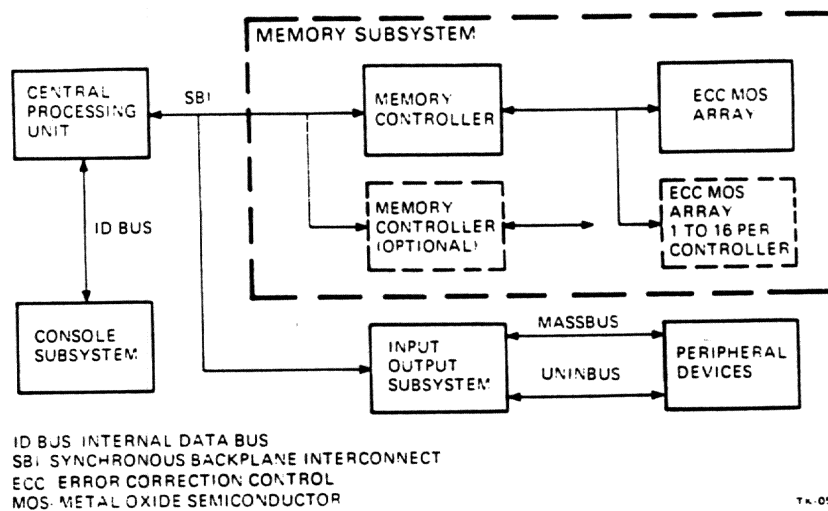 MEMORY SUBSYSTEM
CENTRAL
PROCESSING
UNIT
SBI
MEMORY
CONTROLLER
ECC MOS
ARRAY
ID BUS
MEMORY
CONTROLLER
(OPTIONAL)
ECC MOS
ARRAY
1 TO 16 PER
CONTROLLER
CONSOLE
SUBSYSTEM
INPUT
OUTPUT
SUBSYSTEM
MASSBUS
UNINBUS
PERIPHERAL
DEVICES
ID BUS INTERNAL DATA BUS
SBI SYNCHRONOUS BACKPLANE INTERCONNECT
ECC ERROR CORRECTION CONTROL
MOS- METAL OXIDE SEMICONDUCTOR